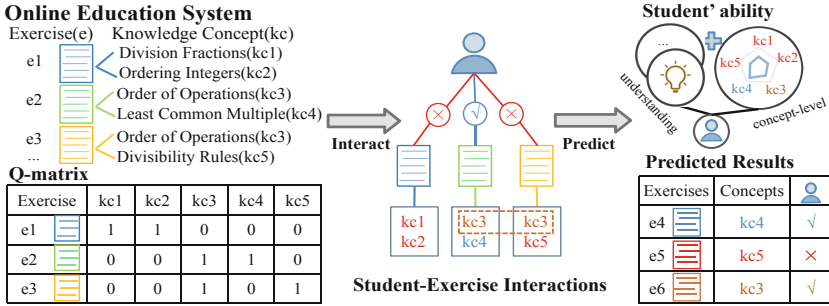 Online Education System
Exercise(e) Knowledge Concept(kc)
e1 Division Fractions(kc1)
Ordering Integers(kc2)
e2 Order of Operations(kc3)
Least Common Multiple(kc4)
e3 Order of Operations(kc3)
... Divisibility Rules(kc5)
Q-matrix
Exercise kc1 kc2 kc3 kc4 kc5
e1 1 1 0 0 0
e2 0 0 1 1 0
e3 0 0 1 0 1
Interact
× √ ×
kc1 kc3 kc3
kc2 kc4 kc5
Student-Exercise Interactions
Predict
Student' ability
...
kc1
kc5 kc2
kc4 kc3
understanding
concept-level
Predicted Results
Exercises Concepts
e4 kc4 √
e5 kc5 ×
e6 kc3 √